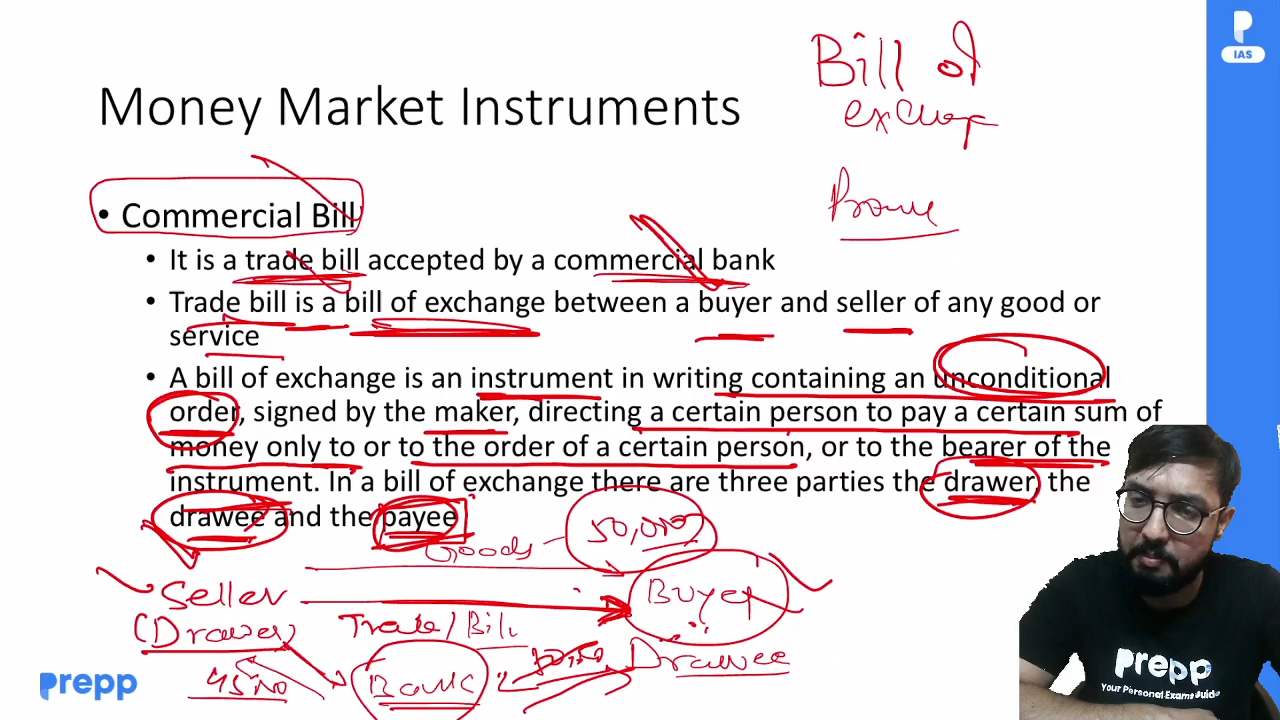 Bill of
exchange
P
IAS
Money Market Instruments
• Commercial Bill
• It is a trade bill accepted by a commercial bank
• Trade bill is a bill of exchange between a buyer and seller of any good or
service
• A bill of exchange is an instrument in writing containing an unconditional
order, signed by the maker, directing a certain person to pay a certain sum of
money only to or to the order of a certain person, or to the bearer of the
instrument. In a bill of exchange there are three parties the drawer, the
drawee and the payee
Goods
50,000
Seller
Buyer
(Drawer)
Trade/Bill
Drawee
Bank
prepp
prepp
Your Personal Exams Guide